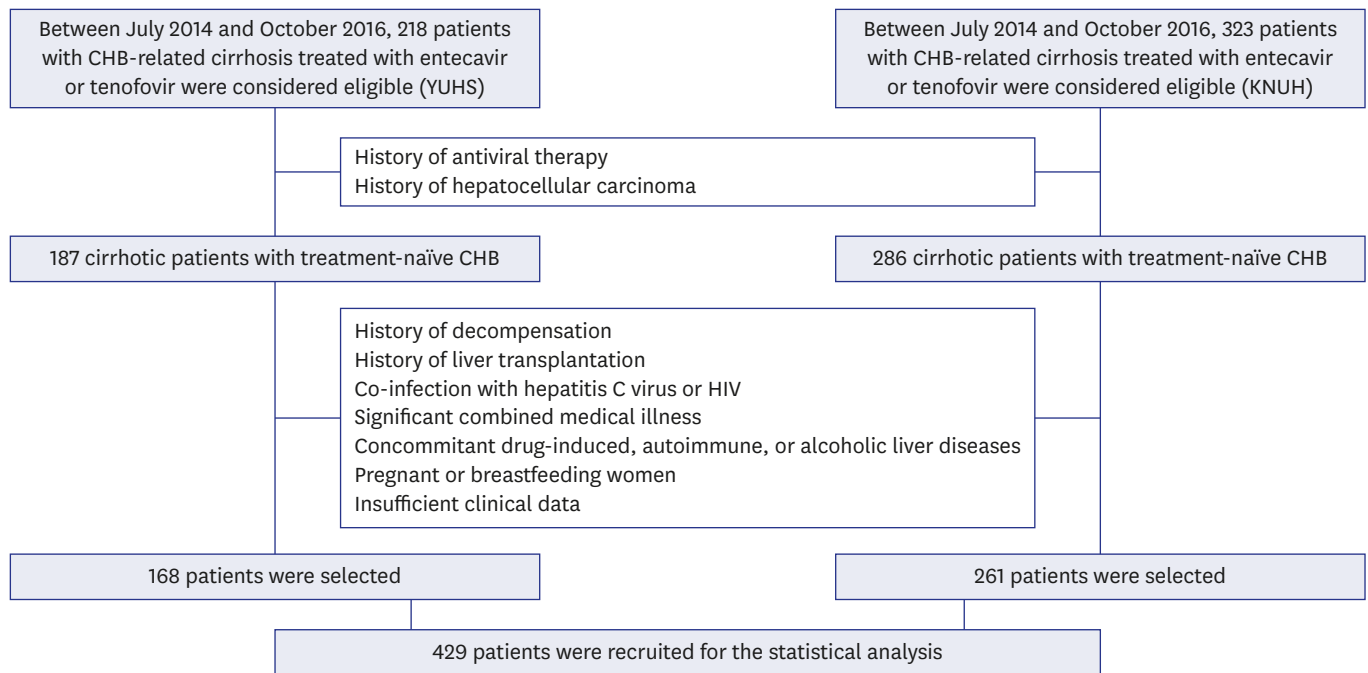 Between July 2014 and October 2016, 218 patients
with CHB-related cirrhosis treated with entecavir
or tenofovir were considered eligible (YUHS)
Between July 2014 and October 2016, 323 patients
with CHB-related cirrhosis treated with entecavir
or tenofovir were considered eligible (KNUH)
History of antiviral therapy
History of hepatocellular carcinoma
187 cirrhotic patients with treatment-naïve CHB
286 cirrhotic patients with treatment-naïve CHB
History of decompensation
History of liver transplantation
Co-infection with hepatitis C virus or HIV
Significant combined medical illness
Concommitant drug-induced, autoimmune, or alcoholic liver diseases
Pregnant or breastfeeding women
Insufficient clinical data
168 patients were selected
261 patients were selected
429 patients were recruited for the statistical analysis